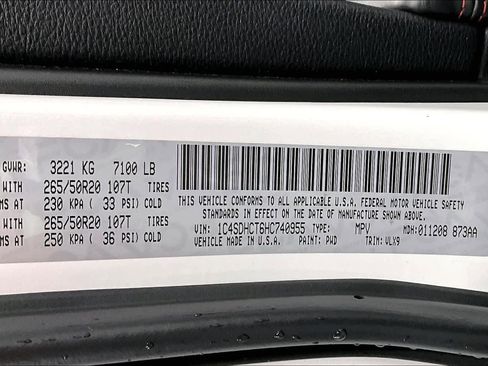 GVWR: 3221 KG 7100 LB
WITH 265/50R20 107T TIRES
MS AT 230 KPA ( 33 PSI) COLD
WITH 265/50R20 107T TIRES
MS AT 250 KPA ( 36 PSI) COLD
THIS VEHICLE CONFORMS TO ALL APPLICABLE U.S.A. FEDERAL MOTOR VEHICLE SAFETY
STANDARDS IN EFFECT ON THE DATE OF MANUFACTURE SHOWN ABOVE.
VIN: 1C4SDHCT6HC740955 TYPE: MPV MDH:011208 873AA
MADE IN U.S.A. PAINT: PWD TRIM: VLX9